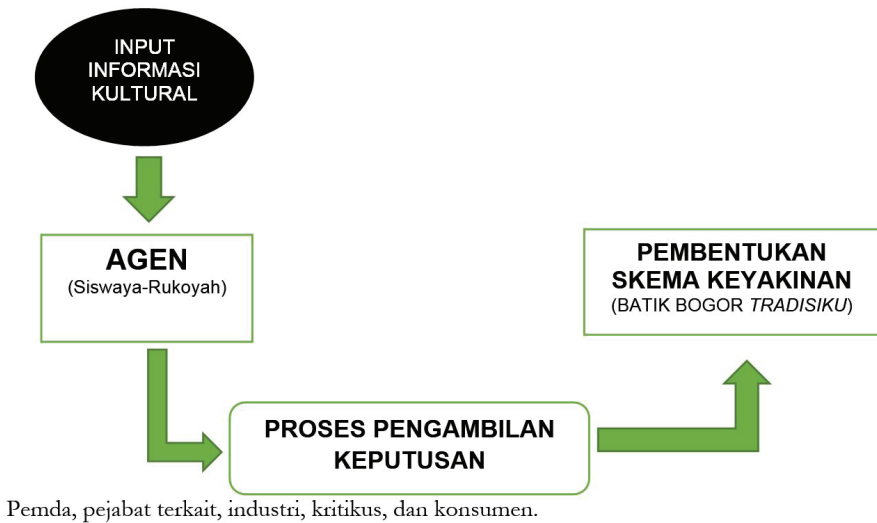 INPUT
INFORMASI
KULTURAL
AGEN
(Siswaya-Rukoyah)
PROSES PENGAMBILAN
KEPUTUSAN
PEMBENTUKAN
SKEMA KEYAKINAN
(BATIK BOGOR TRADISIKU)
Pemda, pejabat terkait, industri, kritikus, dan konsumen.